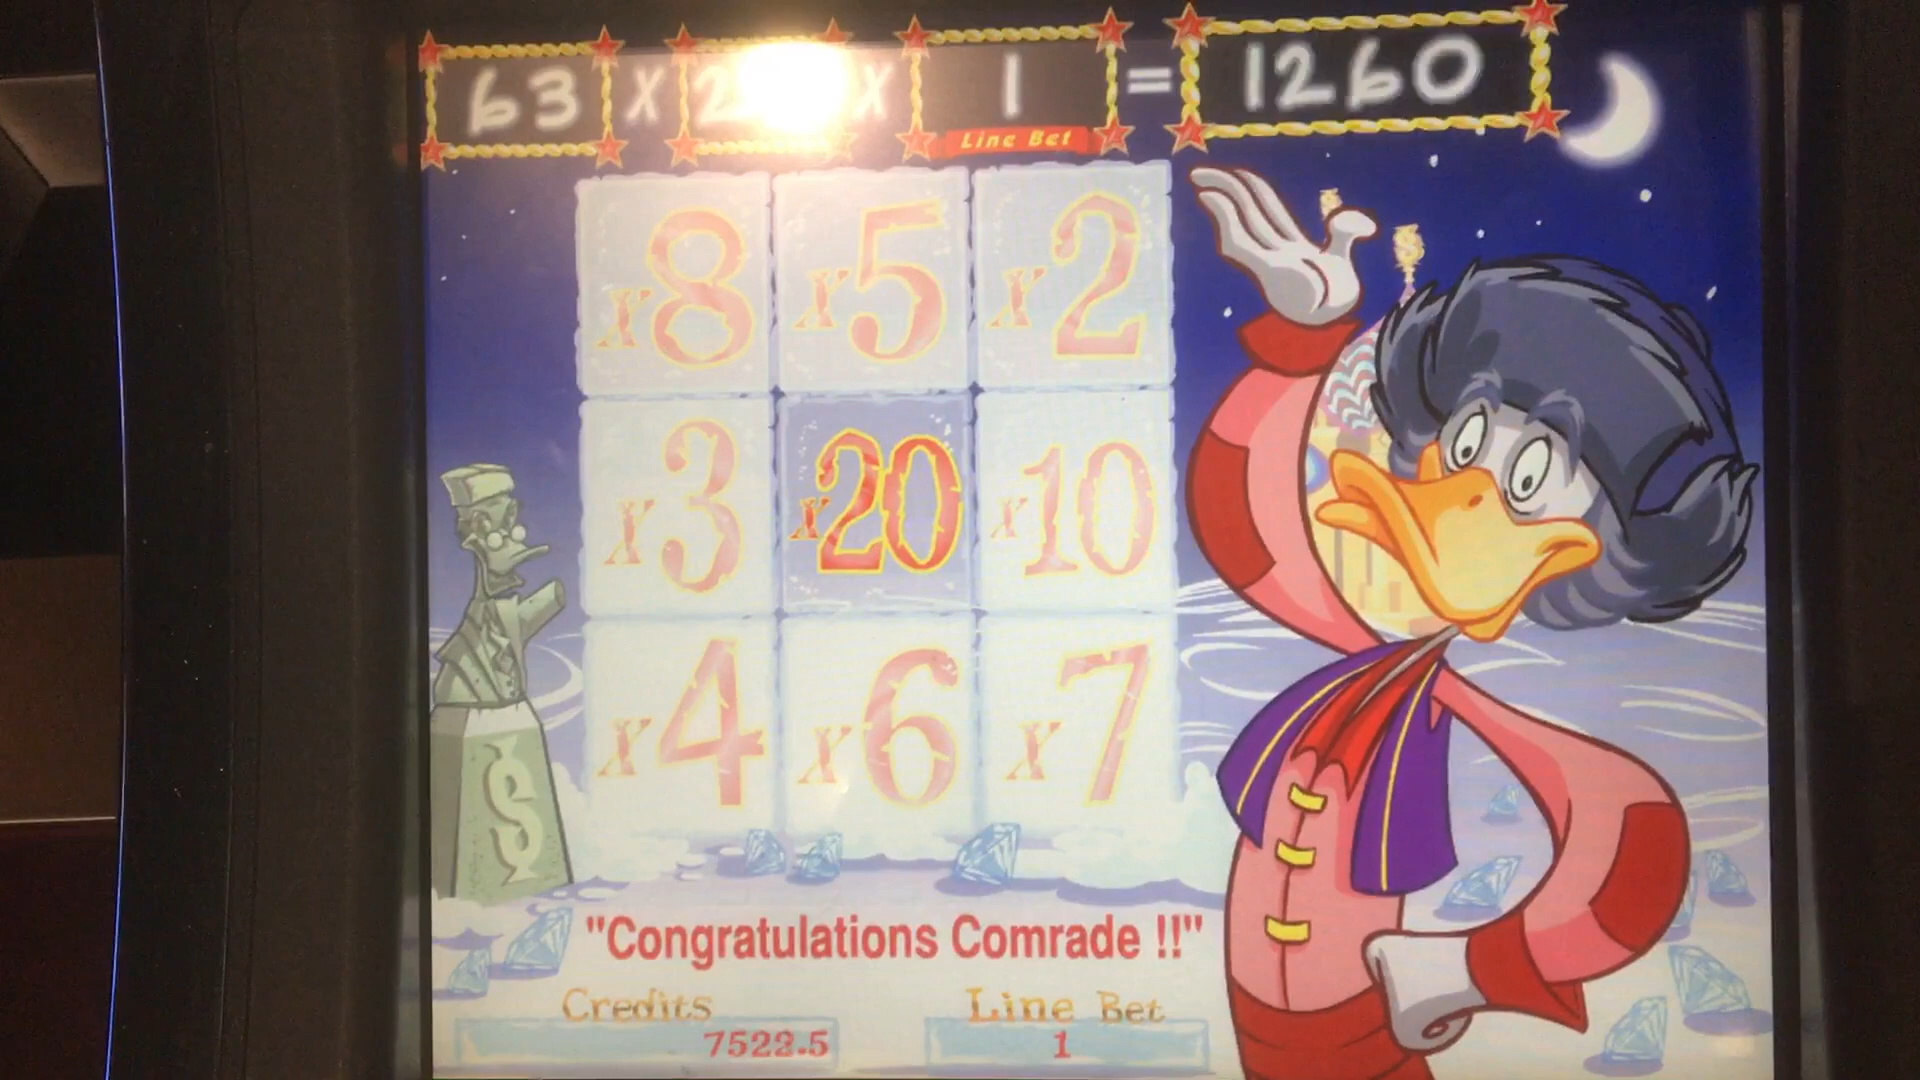 63 X 2 X 1 = 1260
Line Bet
x8 x5 x2
x3 x20 x10
x4 x6 x7
$
"Congratulations Comrade !!"
Credits Line Bet
7522.5 1